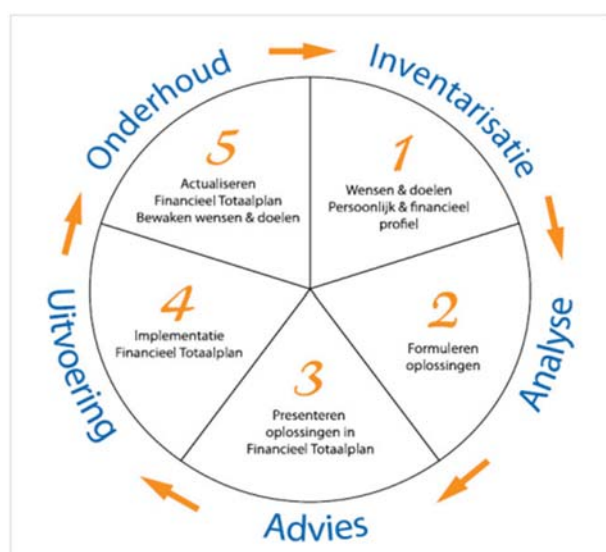 Inventarisatie
1
Wensen & doelen
Persoonlijk & financieel
profiel
Analyse
2
Formuleren
oplossingen
Advies
3
Presenteren
oplossingen in
Financieel Totaalplan
Uitvoering
4
Implementatie
Financieel Totaalplan
Onderhoud
5
Actualiseren
Financieel Totaalplan
Bewaken wensen & doelen